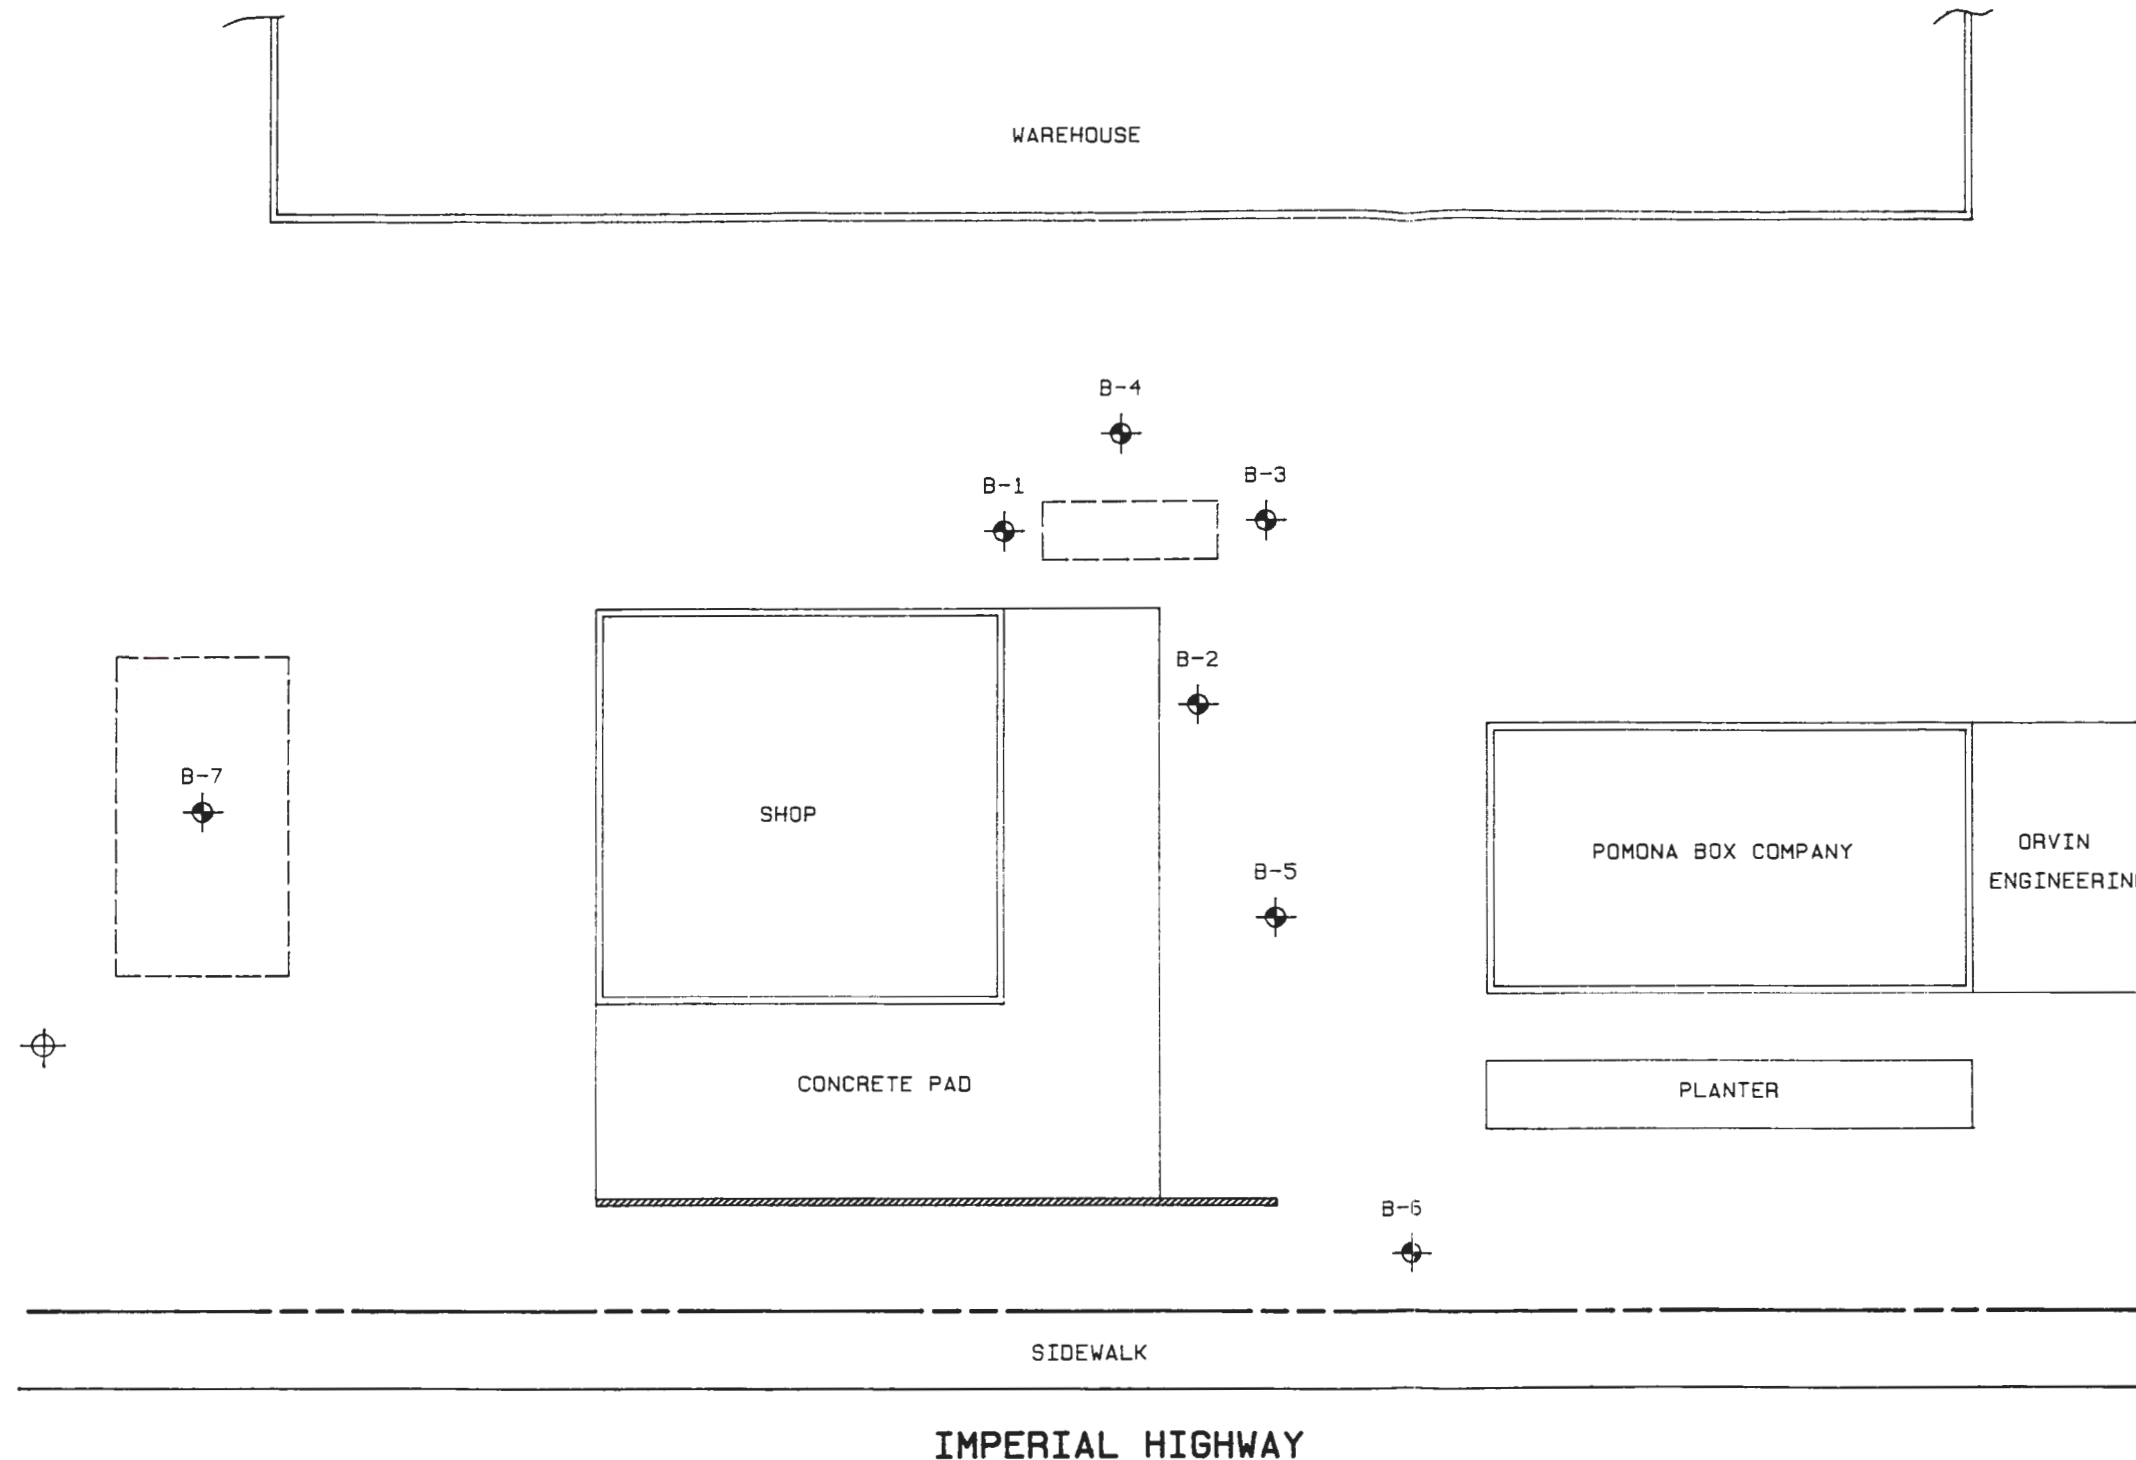 WAREHOUSE
B-4
B-1
B-3
B-2
B-7
SHOP
POMONA BOX COMPANY
ORVIN
ENGINEERIN
B-5
CONCRETE PAD
PLANTER
B-6
SIDEWALK
IMPERIAL HIGHWAY